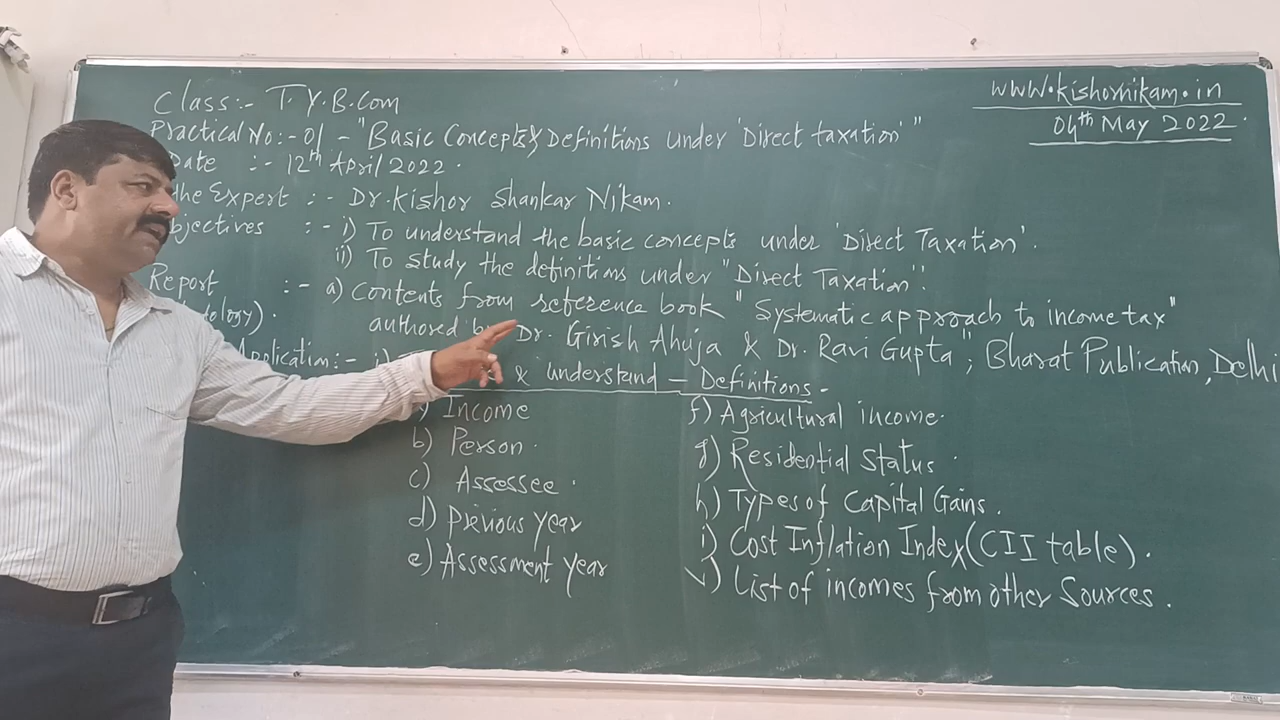 Class:- T.Y.B.Com
www.kishornikam.in
Practical No:-01 - "Basic Concepts & Definitions under 'Direct taxation' "
04th May 2022.
Date :- 12th April 2022.
Expert :- Dr. Kishor Shankar Nikam.
:- i) To understand the basic concepts under 'Direct Taxation'.
ii) To study the definitions under "Direct Taxation".
Report :- a) Contents from reference book "Systematic approach to income tax"
authored by Dr. Girish Ahuja & Dr. Ravi Gupta"; Bharat Publication, Delhi
Application:- i) & understand — Definitions -
Income
b) Person.
c) Assessee.
d) Previous year
e) Assessment year
f) Agricultural income.
g) Residential Status.
h) Types of Capital Gains.
i) Cost Inflation Index (CII table).
List of incomes from other Sources.